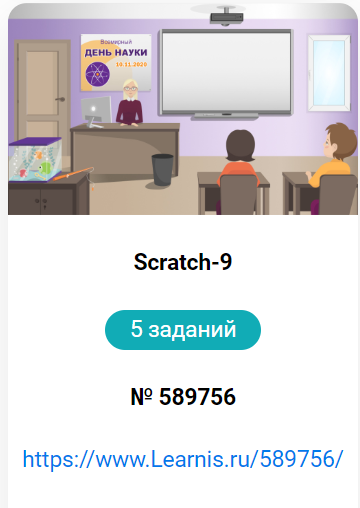 Всемирный
ДЕНЬ НАУКИ
10.11.2020
Scratch-9
5 заданий
№ 589756
https://www.Learnis.ru/589756/